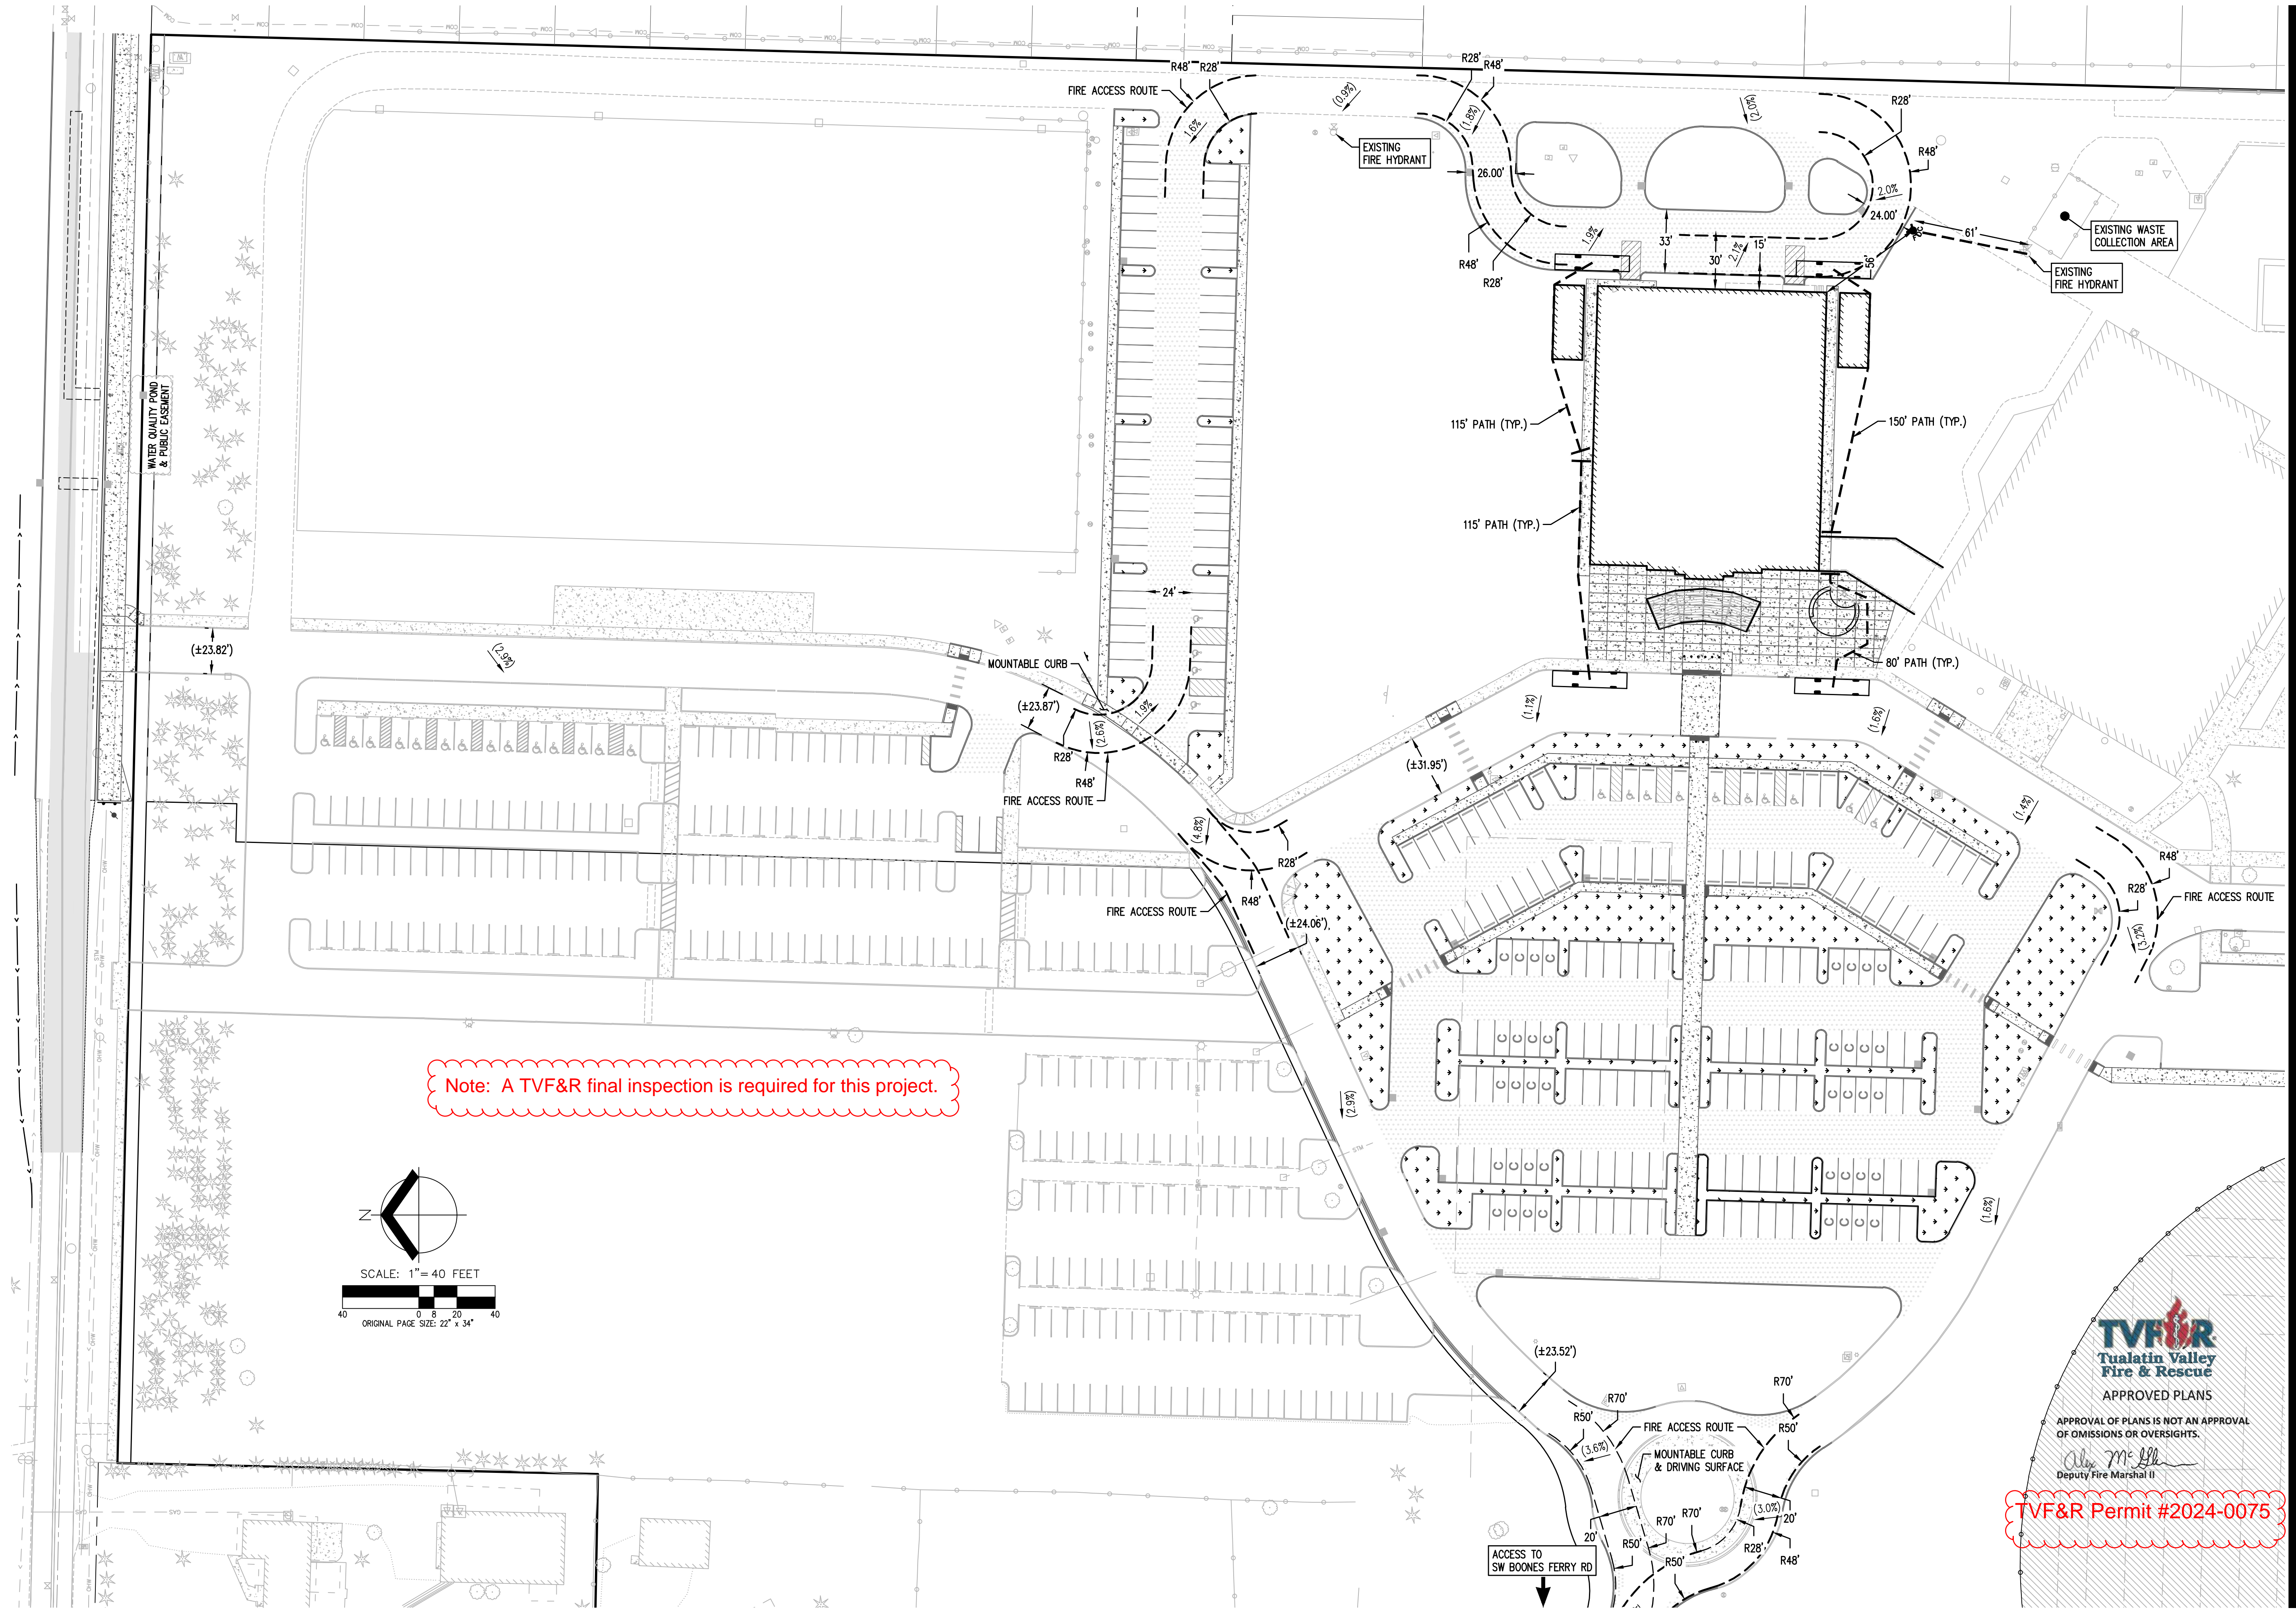 R48' R28'
FIRE ACCESS ROUTE
1.6%
(0.9%)
R28'
R48'
(1.8%)
(2.0%)
R28'
R48'
EXISTING
FIRE HYDRANT
26.00'
2.0%
24.00'
61'
EXISTING WASTE
COLLECTION AREA
EXISTING
FIRE HYDRANT
R48'
R28'
1.9%
33'
30'
2.1%
15'
56'
WATER QUALITY POND
& PUBLIC EASEMENT
115' PATH (TYP.)
150' PATH (TYP.)
115' PATH (TYP.)
24'
(±23.82')
(2.9%)
MOUNTABLE CURB
80' PATH (TYP.)
(±23.87')
1.9%
(2.6%)
R28'
R48'
FIRE ACCESS ROUTE
(1.1%)
(1.6%)
(±31.95')
(1.4%)
(4.8%)
R28'
R48'
FIRE ACCESS ROUTE
(±24.06')
R48'
R28'
FIRE ACCESS ROUTE
(3.2%)
C C C C
C C C C
C C C C
C C C C
C C C C
C C C C
C C C C
C C C C
C C C C
C C C C
Note: A TVF&R final inspection is required for this project.
(2.9%)
(1.6%)
N
SCALE: 1"= 40 FEET
40 0 8 20 40
ORIGINAL PAGE SIZE: 22" x 34"
(±23.52')
R70'
R70'
R50'
FIRE ACCESS ROUTE
R50'
(3.6%)
MOUNTABLE CURB
& DRIVING SURFACE
(3.0%)
20'
20'
R70' R70'
R50'
R28'
R48'
R50'
ACCESS TO
SW BOONES FERRY RD
TVF&R
Tualatin Valley
Fire & Rescue
APPROVED PLANS
APPROVAL OF PLANS IS NOT AN APPROVAL
OF OMISSIONS OR OVERSIGHTS.
Deputy Fire Marshal II
TVF&R Permit #2024-0075